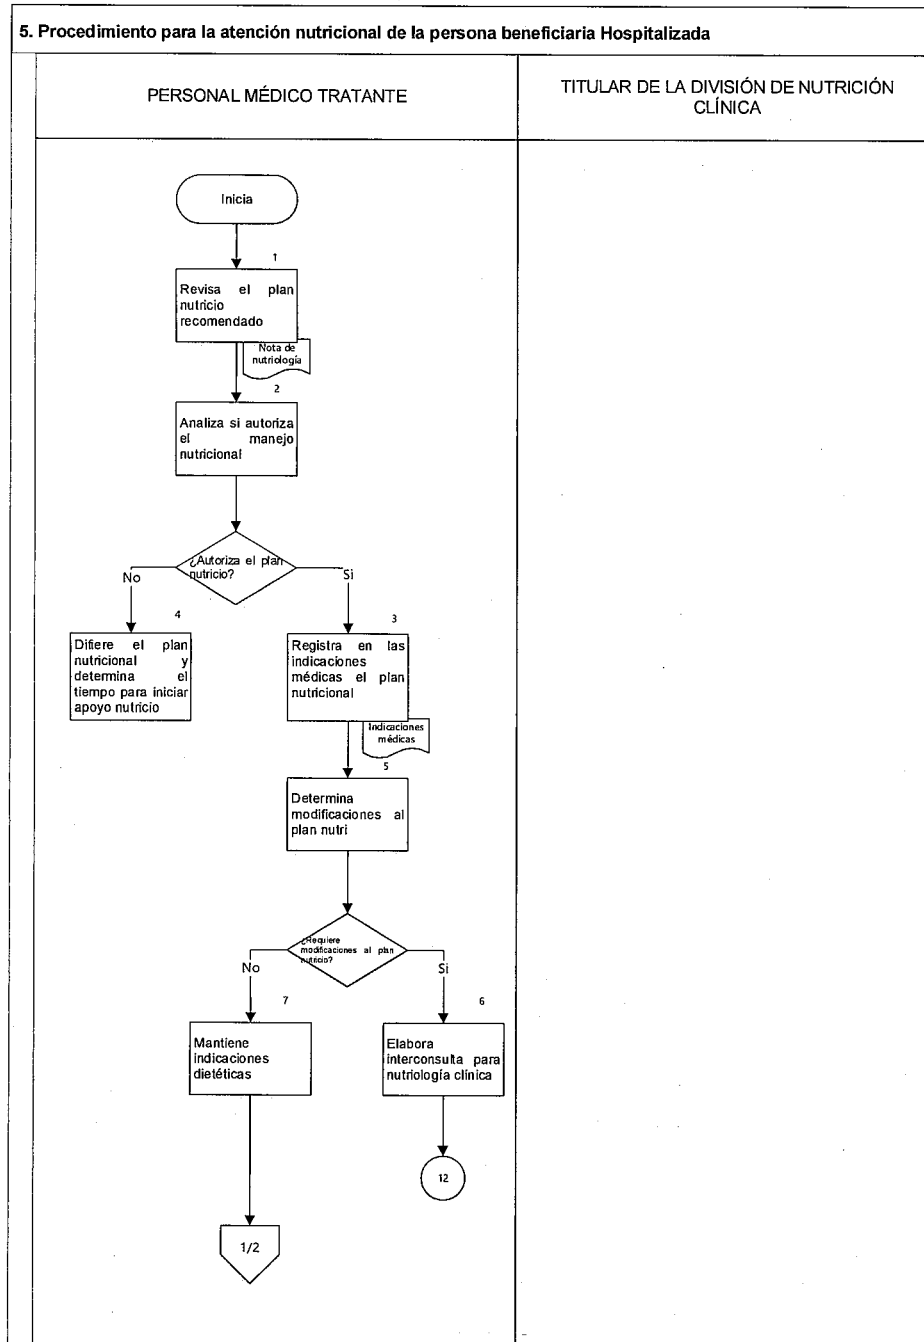 5. Procedimiento para la atención nutricional de la persona beneficiaria Hospitalizada
PERSONAL MÉDICO TRATANTE
TITULAR DE LA DIVISIÓN DE NUTRICIÓN
CLÍNICA
Inicia
1
Revisa el plan
nutricio
recomendado
Nota de
nutriología
2
Analiza si autoriza
el manejo
nutricional
¿Autoriza el plan
nutricio?
No
Si
4
Difiere el plan
nutricional y
determina el
tiempo para iniciar
apoyo nutricio
3
Registra en las
indicaciones
médicas el plan
nutricional
Indicaciones
médicas
5
Determina
modificaciones al
plan nutri
¿Requiere
modificaciones al plan
nutricio?
No
Si
7
Mantiene
indicaciones
dietéticas
6
Elabora
interconsulta para
nutriología clínica
12
1/2